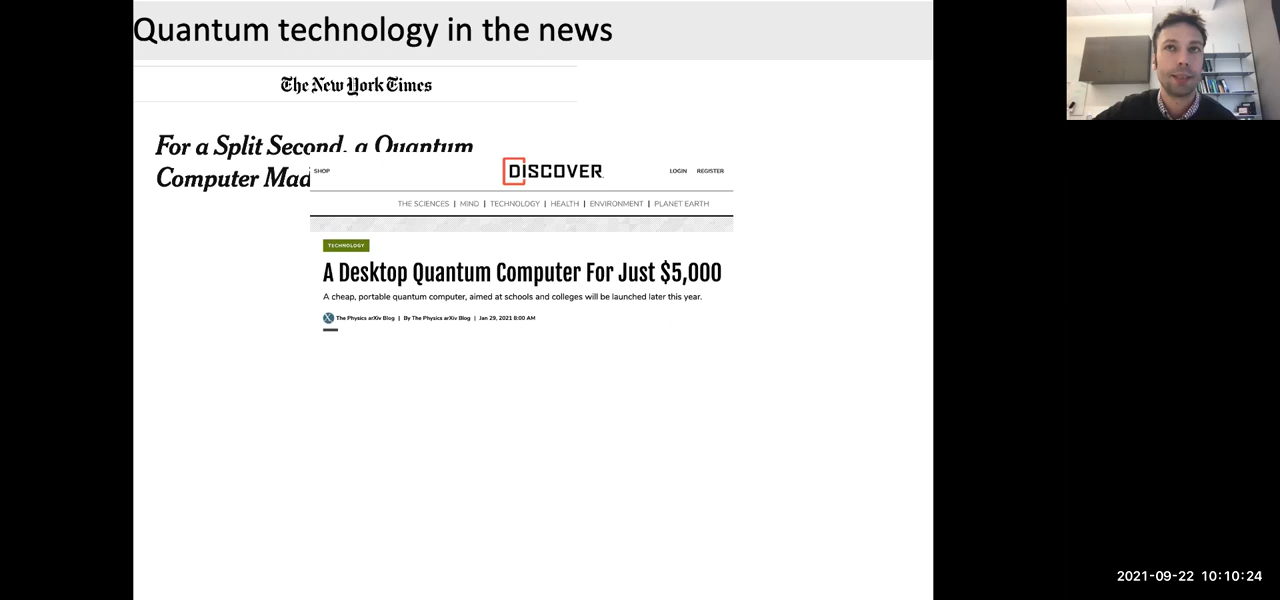 Quantum technology in the news
The New York Times
For a Split Second, a Quantum
Computer Mad
SHOP
DISCOVER
LOGIN REGISTER
THE SCIENCES | MIND | TECHNOLOGY | HEALTH | ENVIRONMENT | PLANET EARTH
TECHNOLOGY
A Desktop Quantum Computer For Just $5,000
A cheap, portable quantum computer, aimed at schools and colleges will be launched later this year.
The Physics arXiv Blog | By The Physics arXiv Blog | Jan 29, 2021 8:00 AM
2021-09-22 10:10:24